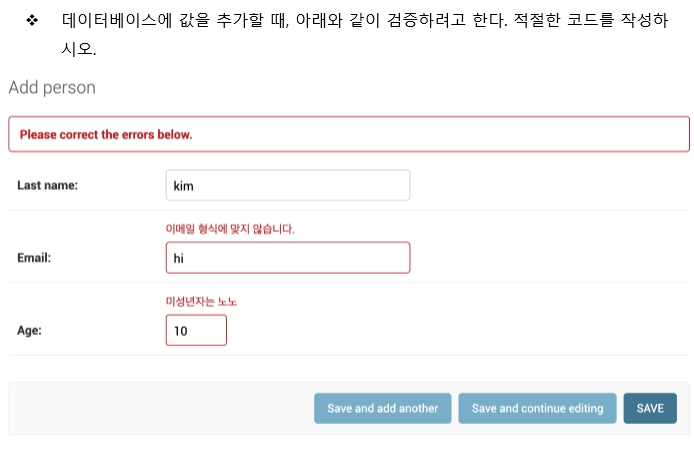 ❖ 데이터베이스에 값을 추가할 때, 아래와 같이 검증하려고 한다. 적절한 코드를 작성하
시오.
Add person
Please correct the errors below.
Last name: kim
이메일 형식에 맞지 않습니다.
Email: hi
미성년자는 노노
Age: 10
Save and add another Save and continue editing SAVE